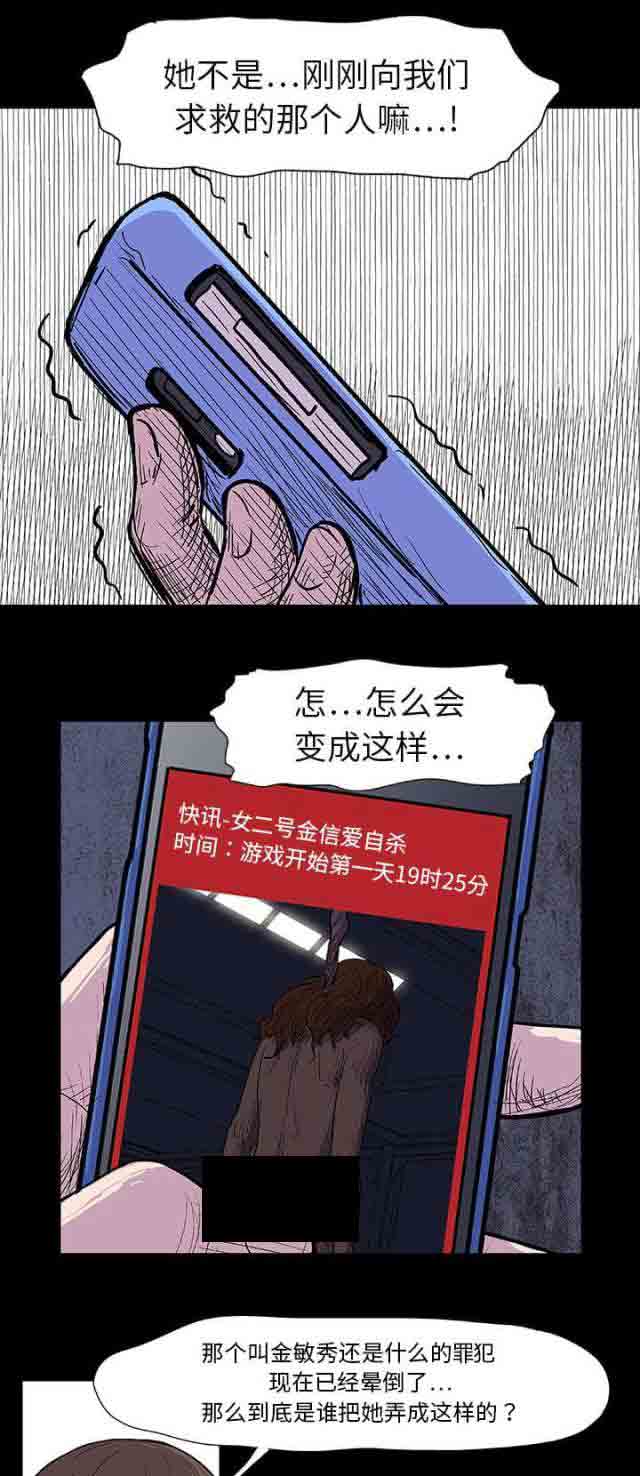 她不是...刚刚向我们
求救的那个人嘛...!
怎...怎么会
变成这样...
快讯-女二号金信爱自杀
时间：游戏开始第一天19时25分
那个叫金敏秀还是什么的罪犯
现在已经晕倒了...
那么到底是谁把她弄成这样的？